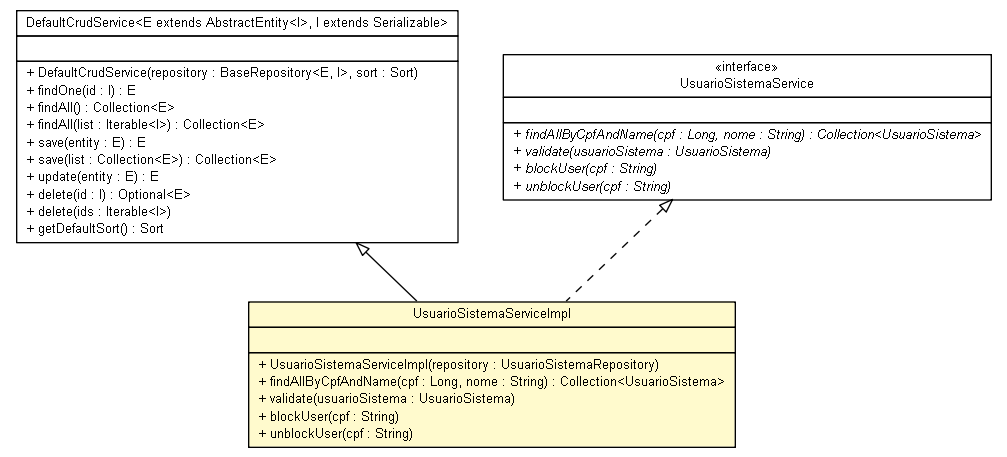 DefaultCrudService<E extends AbstractEntity<I>, I extends Serializable>
+ DefaultCrudService(repository : BaseRepository<E, I>, sort : Sort)
+ findOne(id : I) : E
+ findAll() : Collection<E>
+ findAll(list : Iterable<I>) : Collection<E>
+ save(entity : E) : E
+ save(list : Collection<E>) : Collection<E>
+ update(entity : E) : E
+ delete(id : I) : Optional<E>
+ delete(ids : Iterable<I>)
+ getDefaultSort() : Sort
«interface»
UsuarioSistemaService
+ findAllByCpfAndName(cpf : Long, nome : String) : Collection<UsuarioSistema>
+ validate(usuarioSistema : UsuarioSistema)
+ blockUser(cpf : String)
+ unblockUser(cpf : String)
UsuarioSistemaServiceImpl
+ UsuarioSistemaServiceImpl(repository : UsuarioSistemaRepository)
+ findAllByCpfAndName(cpf : Long, nome : String) : Collection<UsuarioSistema>
+ validate(usuarioSistema : UsuarioSistema)
+ blockUser(cpf : String)
+ unblockUser(cpf : String)